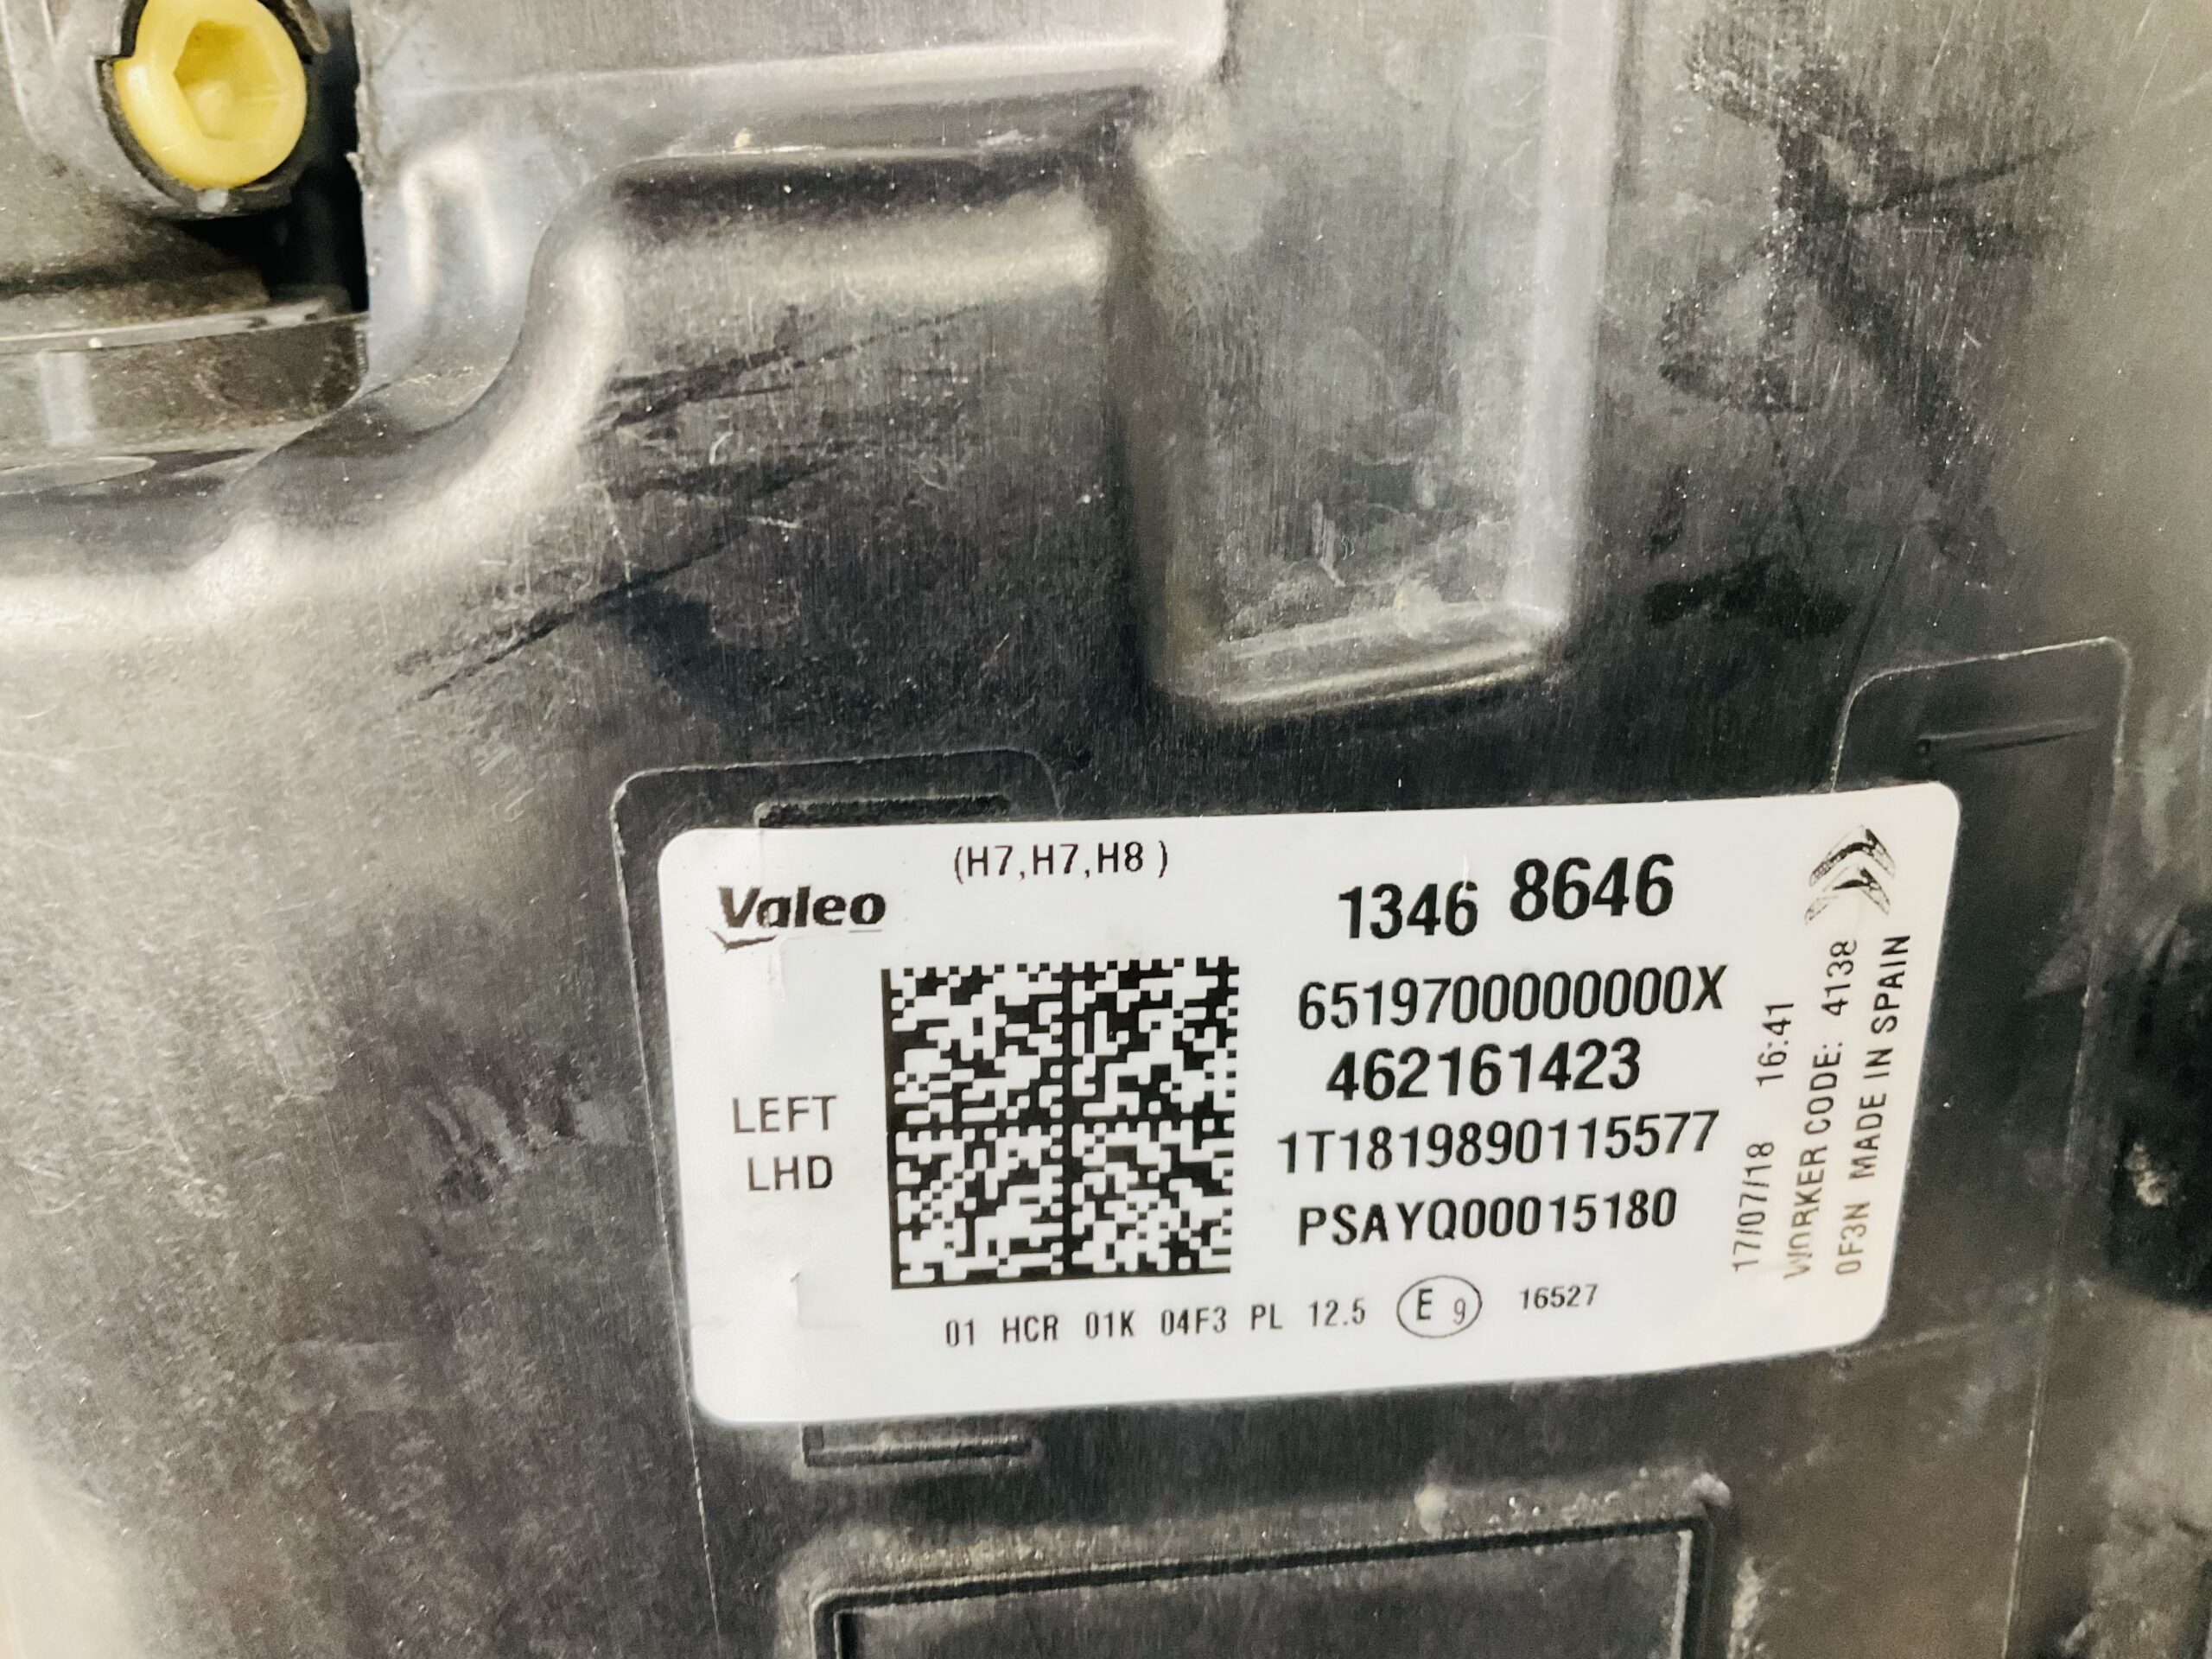 (H7,H7,H8 )
Valeo
1346 8646
6519700000000X
462161423
1T1819890115577
PSAYQ00015180
LEFT
LHD
01 HCR 01K 04F3 PL 12.5 E 9 16527
17/07/18 16:41
WORKER CODE: 4138
0F3N MADE IN SPAIN